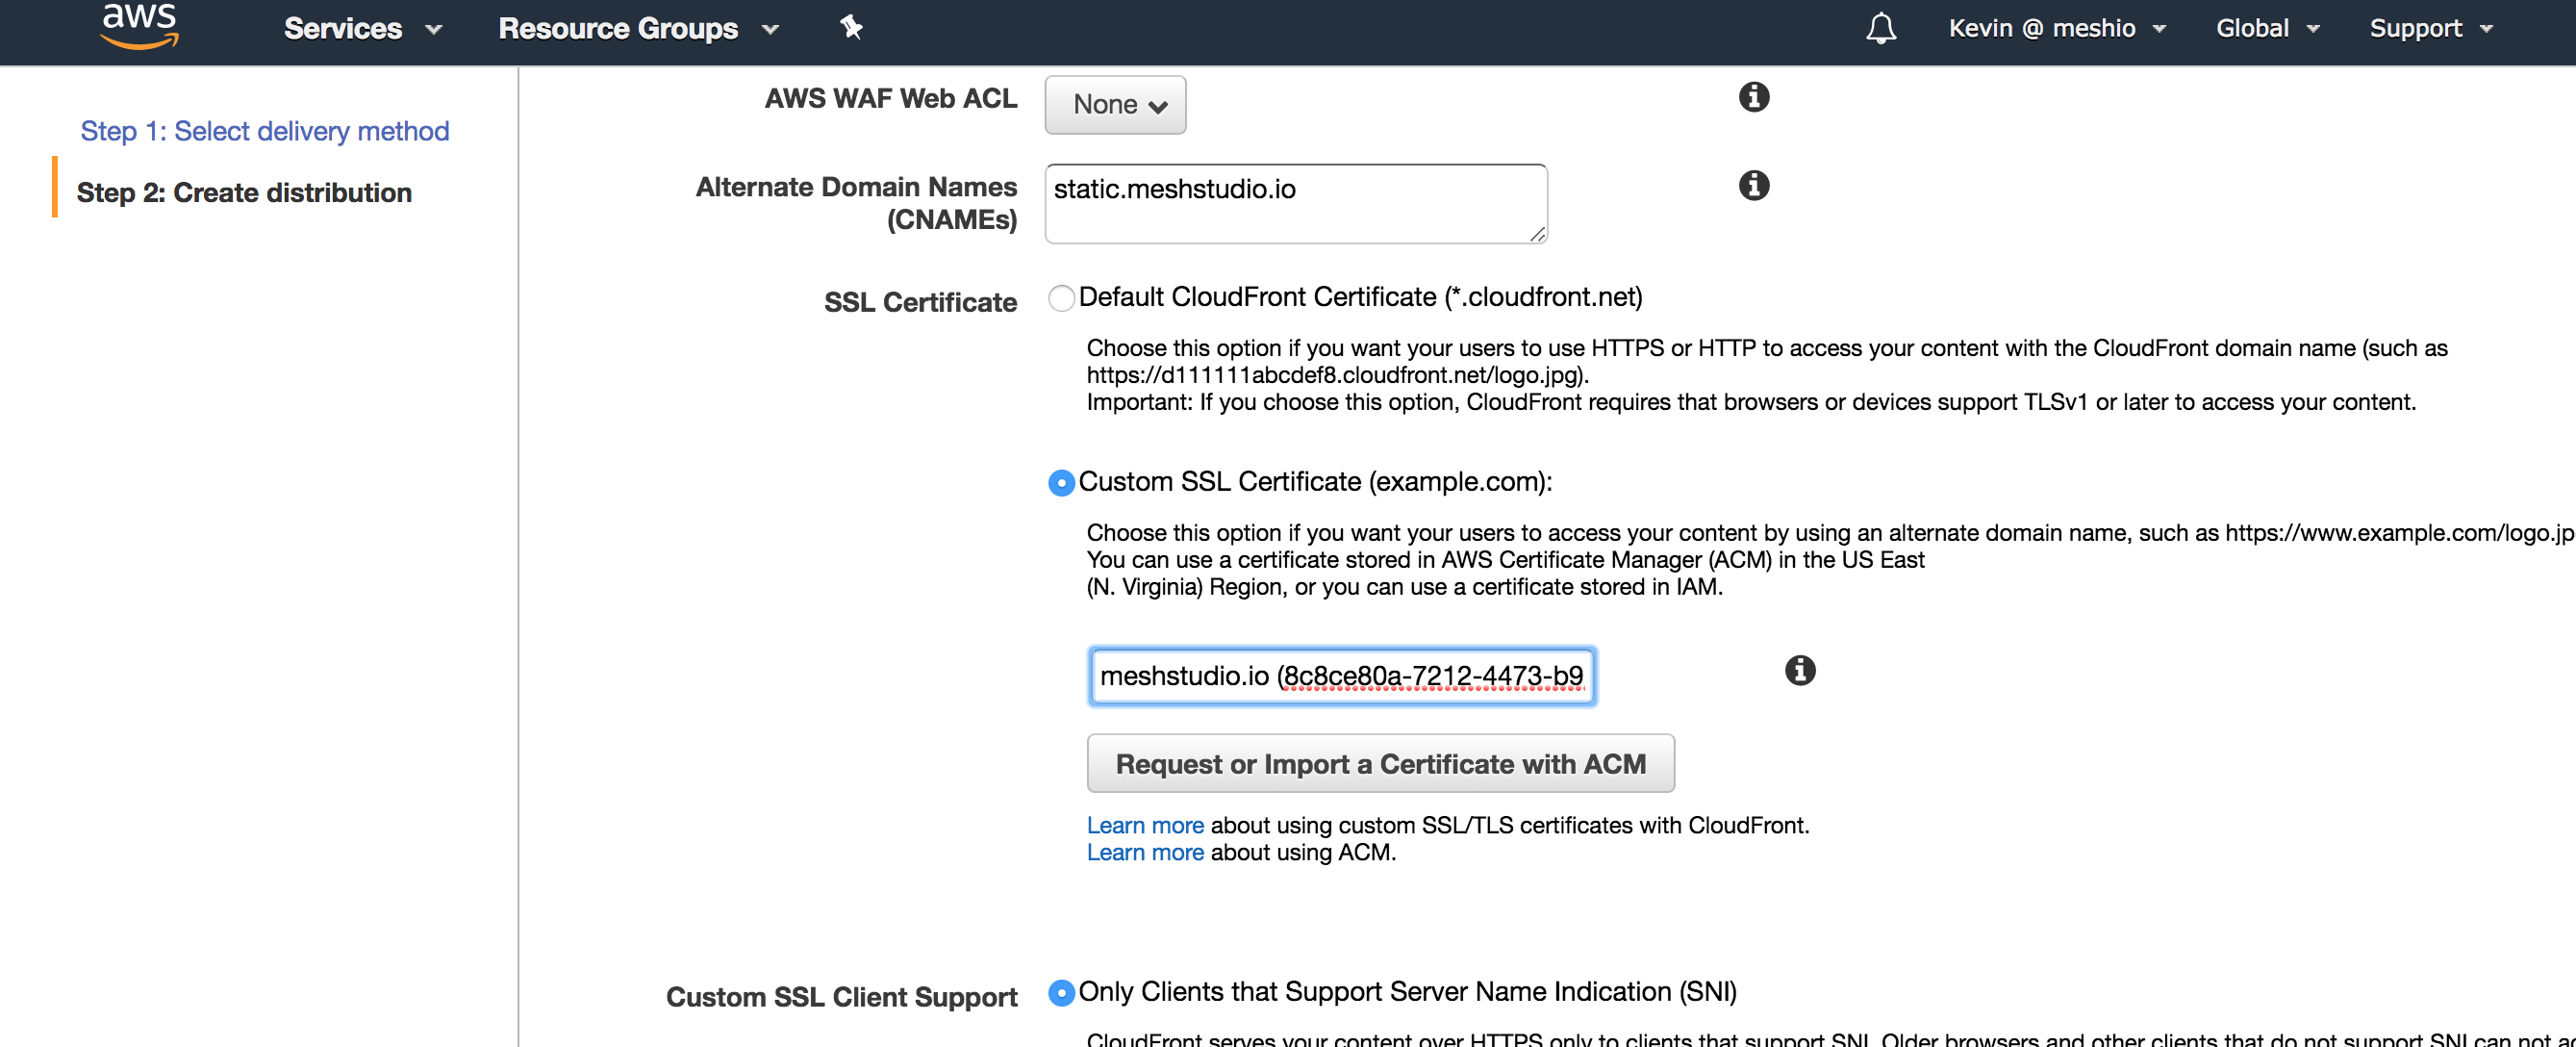 aws Services Resource Groups Kevin @ meshio Global Support
Step 1: Select delivery method
Step 2: Create distribution
AWS WAF Web ACL None
Alternate Domain Names
(CNAMEs)
static.meshstudio.io
SSL Certificate
Default CloudFront Certificate (*.cloudfront.net)
Choose this option if you want your users to use HTTPS or HTTP to access your content with the CloudFront domain name (such as
https://d111111abcdef8.cloudfront.net/logo.jpg).
Important: If you choose this option, CloudFront requires that browsers or devices support TLSv1 or later to access your content.
Custom SSL Certificate (example.com):
Choose this option if you want your users to access your content by using an alternate domain name, such as https://www.example.com/logo.jp
You can use a certificate stored in AWS Certificate Manager (ACM) in the US East
(N. Virginia) Region, or you can use a certificate stored in IAM.
meshstudio.io (8c8ce80a-7212-4473-b9
Request or Import a Certificate with ACM
Learn more about using custom SSL/TLS certificates with CloudFront.
Learn more about using ACM.
Custom SSL Client Support
Only Clients that Support Server Name Indication (SNI)
CloudFront serves your content over HTTPS only to clients that support SNI. Older browsers and other clients that do not support SNI can not